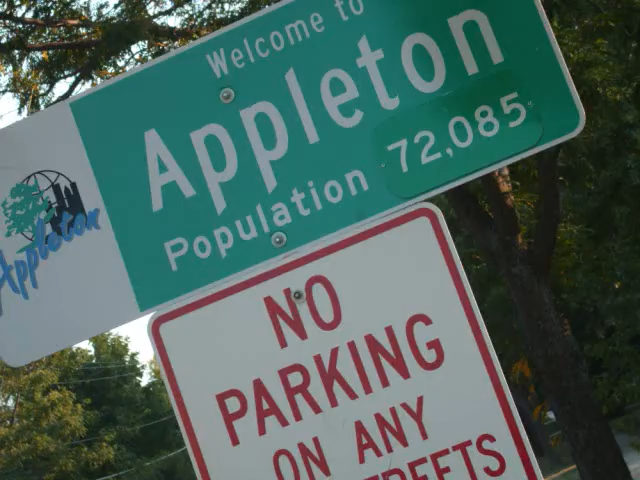 Welcome to
Appleton
Population 72,085
Appleton
NO
PARKING
ON ANY
STREETS